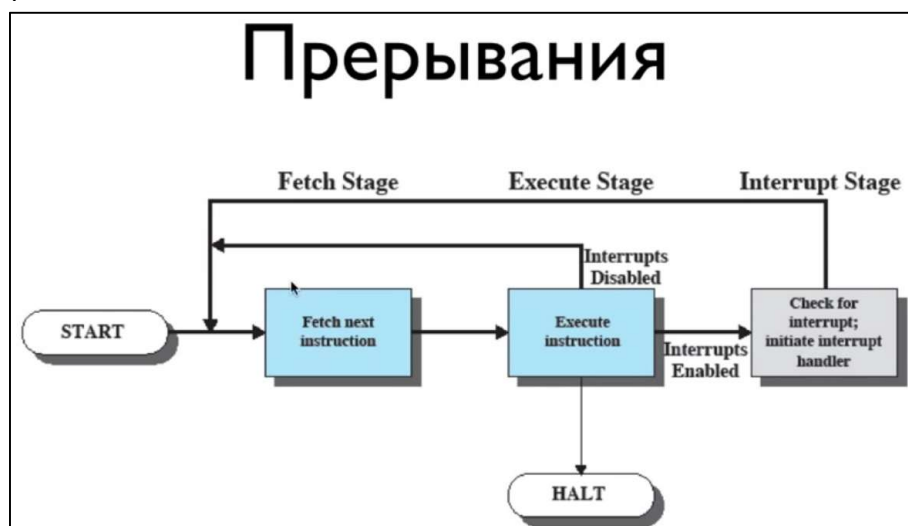 Прерывания
Fetch Stage
Execute Stage
Interrupt Stage
Interrupts
Disabled
START
Fetch next
instruction
Execute
instruction
Interrupts
Enabled
Check for
interrupt;
initiate interrupt
handler
HALT